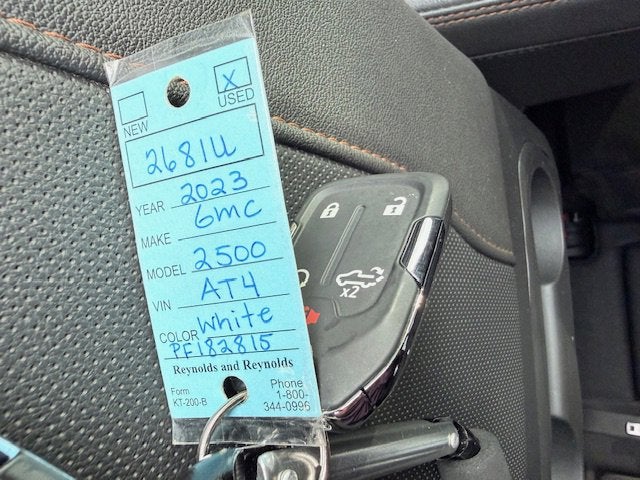 X
NEW USED
2681U
YEAR 2023
MAKE GMC
MODEL 2500
VIN AT4
COLOR White
PF182815
Reynolds and Reynolds
Form Phone
KT-200-B 1-800-
344-0996
x2